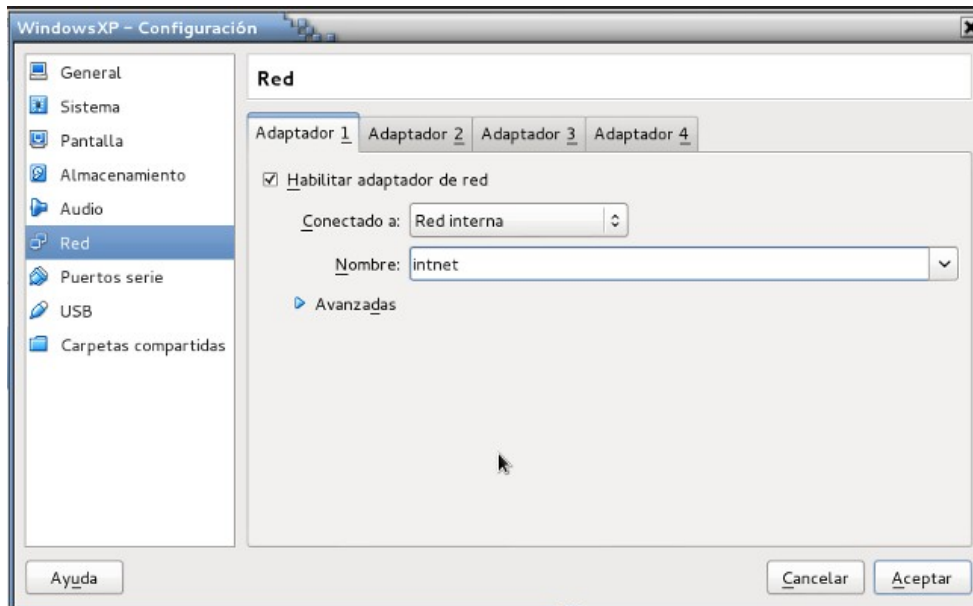 WindowsXP - Configuración
General
Sistema
Pantalla
Almacenamiento
Audio
Red
Puertos serie
USB
Carpetas compartidas
Red
Adaptador 1 Adaptador 2 Adaptador 3 Adaptador 4
Habilitar adaptador de red
Conectado a: Red interna
Nombre: intnet
Avanzadas
Ayuda Cancelar Aceptar